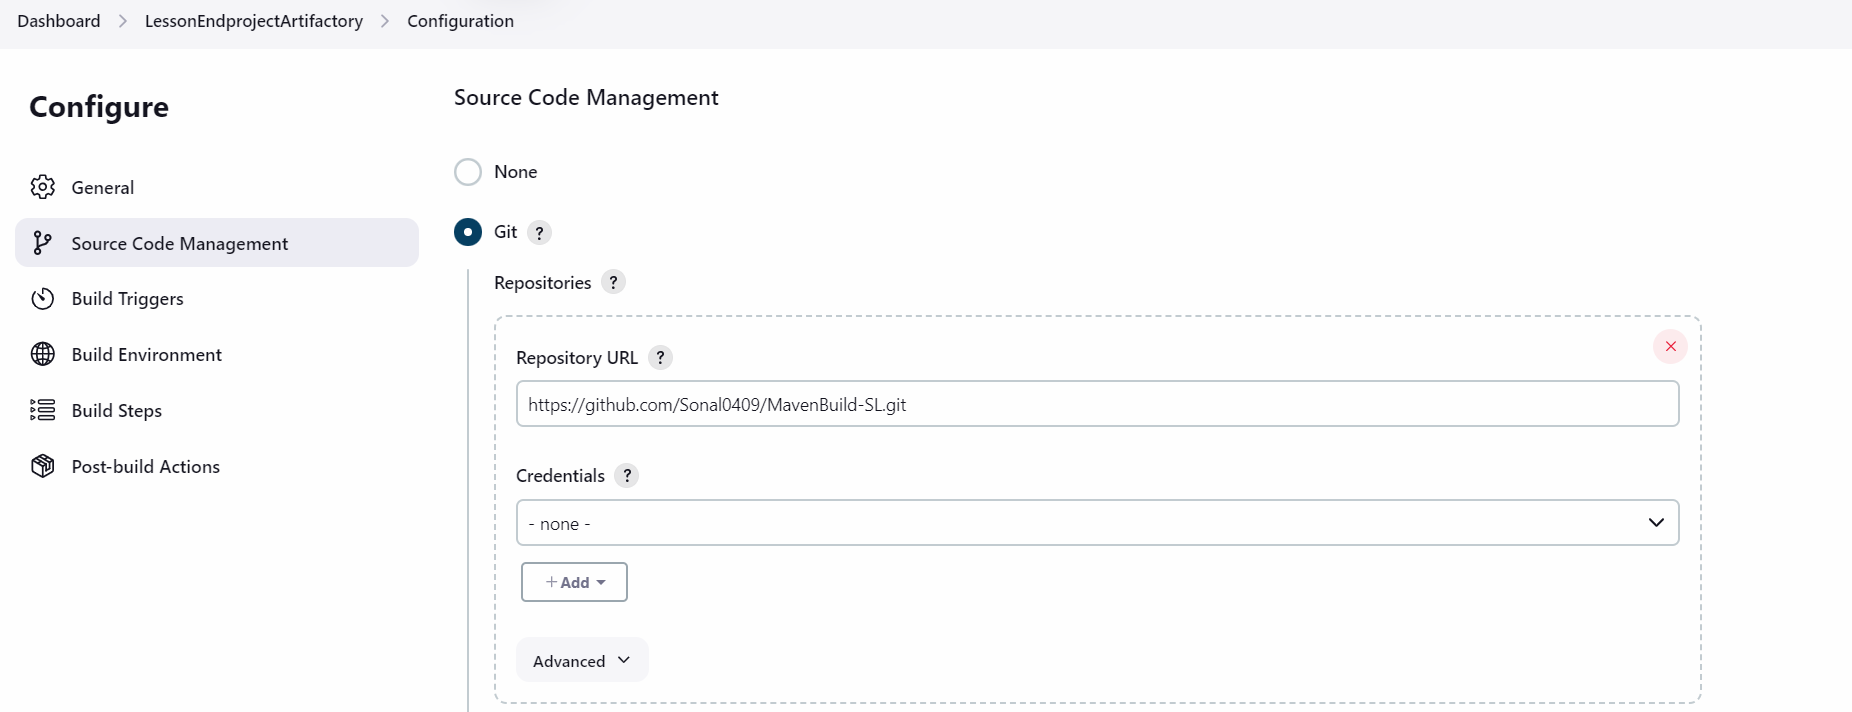 Dashboard > LessonEndprojectArtifactory > Configuration
Configure
General
Source Code Management
Build Triggers
Build Environment
Build Steps
Post-build Actions
Source Code Management
None
Git ?
Repositories ?
Repository URL ?
https://github.com/Sonal0409/MavenBuild-SL.git
Credentials ?
- none -
+ Add
Advanced